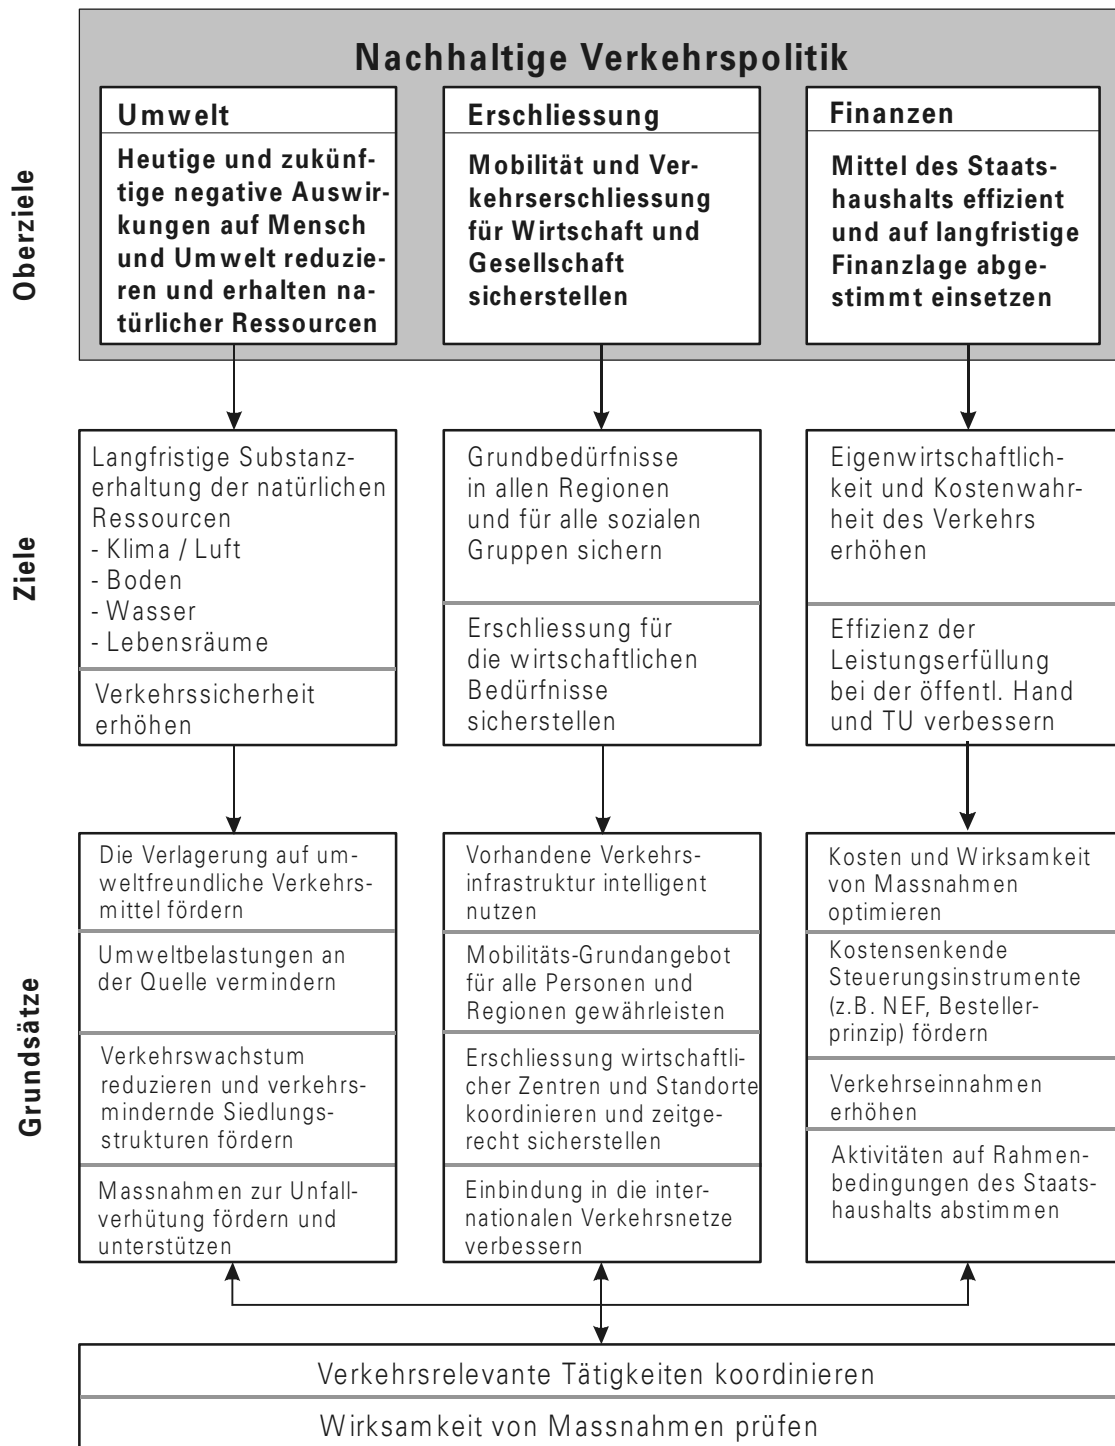 Nachhaltige Verkehrspolitik
Oberziele
Umwelt
Heutige und zukünf-
tige negative Auswir-
kungen auf Mensch
und Umwelt reduzie-
ren und erhalten na-
türlicher Ressourcen
Erschliessung
Mobilität und Ver-
kehrserschliessung
für Wirtschaft und
Gesellschaft
sicherstellen
Finanzen
Mittel des Staats-
haushalts effizient
und auf langfristige
Finanzlage abge-
stimmt einsetzen
Ziele
Langfristige Substanz-
erhaltung der natürlichen
Ressourcen
- Klima / Luft
- Boden
- Wasser
- Lebensräume
Verkehrssicherheit
erhöhen
Grundbedürfnisse
in allen Regionen
und für alle sozialen
Gruppen sichern
Erschliessung für
die wirtschaftlichen
Bedürfnisse
sicherstellen
Eigenwirtschaftlich-
keit und Kostenwahr-
heit des Verkehrs
erhöhen
Effizienz der
Leistungserfüllung
bei der öffentl. Hand
und TU verbessern
Grundsätze
Die Verlagerung auf um-
weltfreundliche Verkehrs-
mittel fördern
Umweltbelastungen an
der Quelle vermindern
Verkehrswachstum
reduzieren und verkehrs-
mindernde Siedlungs-
strukturen fördern
Massnahmen zur Unfall-
verhütung fördern und
unterstützen
Vorhandene Verkehrs-
infrastruktur intelligent
nutzen
Mobilitäts-Grundangebot
für alle Personen und
Regionen gewährleisten
Erschliessung wirtschaftli-
cher Zentren und Standorte
koordinieren und zeitge-
recht sicherstellen
Einbindung in die inter-
nationalen Verkehrsnetze
verbessern
Kosten und Wirksamkeit
von Massnahmen
optimieren
Kostensenkende
Steuerungsinstrumente
(z.B. NEF, Besteller-
prinzip) fördern
Verkehrseinnahmen
erhöhen
Aktivitäten auf Rahmen-
bedingungen des Staats-
haushalts abstimmen
Verkehrsrelevante Tätigkeiten koordinieren
Wirksamkeit von Massnahmen prüfen